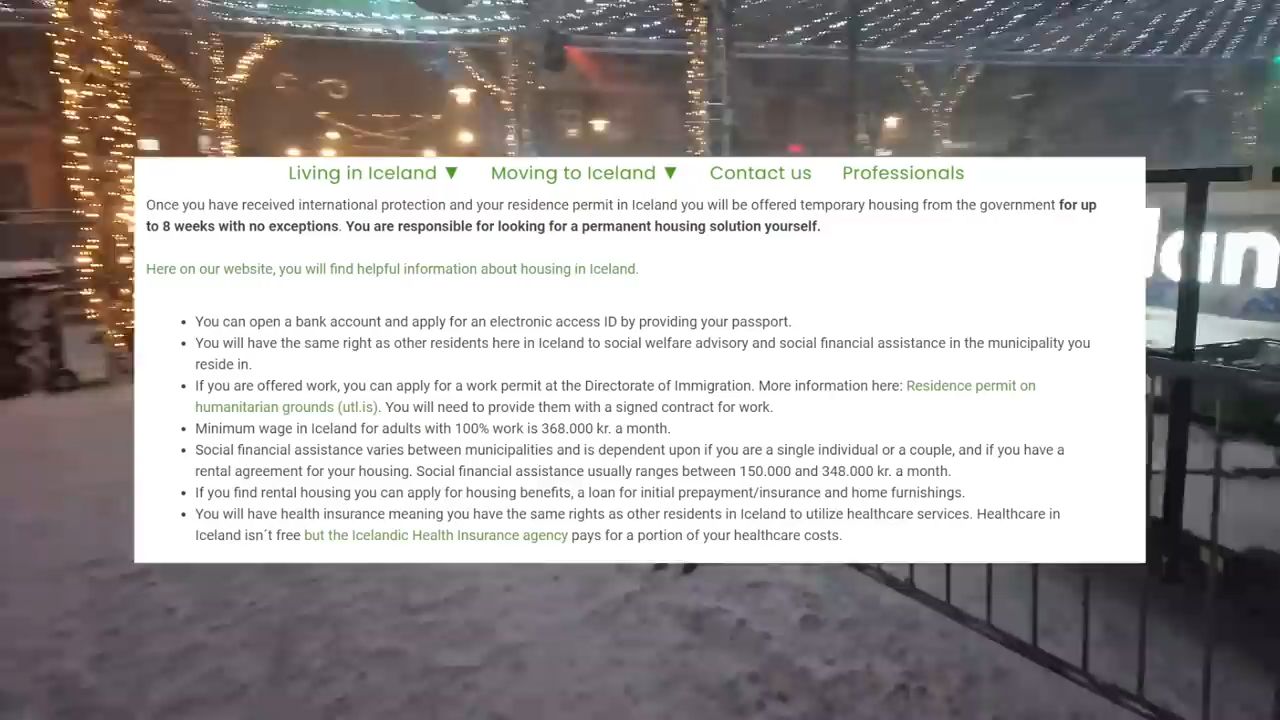 Living in Iceland ▼ Moving to Iceland ▼ Contact us Professionals
Once you have received international protection and your residence permit in Iceland you will be offered temporary housing from the government for up
to 8 weeks with no exceptions. You are responsible for looking for a permanent housing solution yourself.
Here on our website, you will find helpful information about housing in Iceland.
• You can open a bank account and apply for an electronic access ID by providing your passport.
• You will have the same right as other residents here in Iceland to social welfare advisory and social financial assistance in the municipality you
reside in.
• If you are offered work, you can apply for a work permit at the Directorate of Immigration. More information here: Residence permit on
humanitarian grounds (utl.is). You will need to provide them with a signed contract for work.
• Minimum wage in Iceland for adults with 100% work is 368.000 kr. a month.
• Social financial assistance varies between municipalities and is dependent upon if you are a single individual or a couple, and if you have a
rental agreement for your housing. Social financial assistance usually ranges between 150.000 and 348.000 kr. a month.
• If you find rental housing you can apply for housing benefits, a loan for initial prepayment/insurance and home furnishings.
• You will have health insurance meaning you have the same rights as other residents in Iceland to utilize healthcare services. Healthcare in
Iceland isn´t free but the Icelandic Health Insurance agency pays for a portion of your healthcare costs.